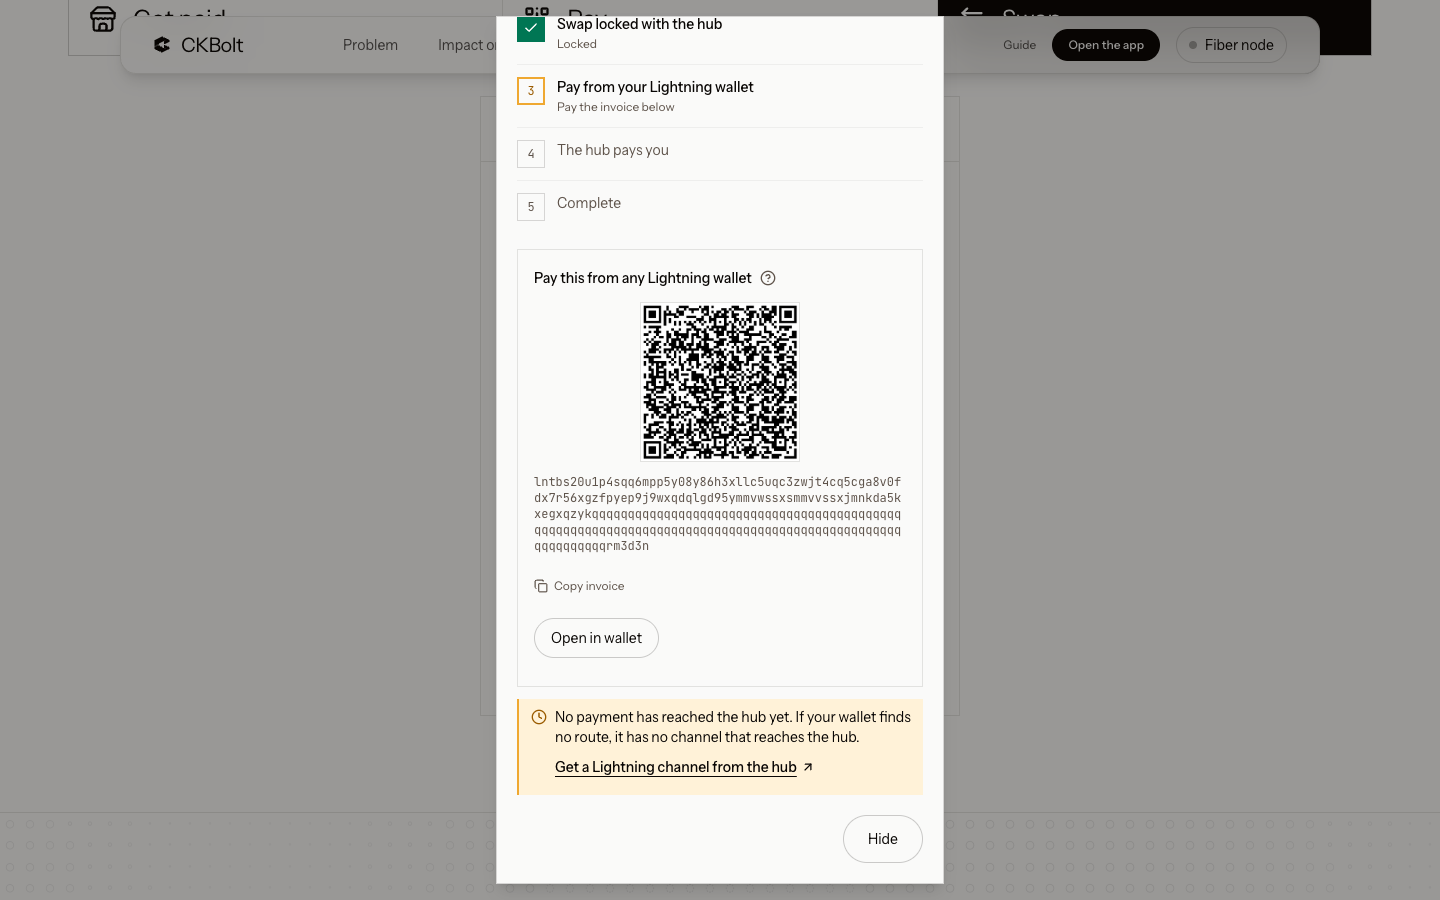 CKBolt
Problem
Guide
Open the app
Fiber node
Swap locked with the hub
Locked
3
Pay from your Lightning wallet
Pay the invoice below
4
The hub pays you
5
Complete
Pay this from any Lightning wallet
lntbs20u1p4sqq6mpp5y08y86h3xllc5uqc3zwjt4cq5cga8v0f
dx7r56xgzfpyep9j9wxqdqlgd95ymmvwssxsmmvvssxjmnkda5k
Copy invoice
Open in wallet
No payment has reached the hub yet. If your wallet finds
no route, it has no channel that reaches the hub.
Get a Lightning channel from the hub
Hide